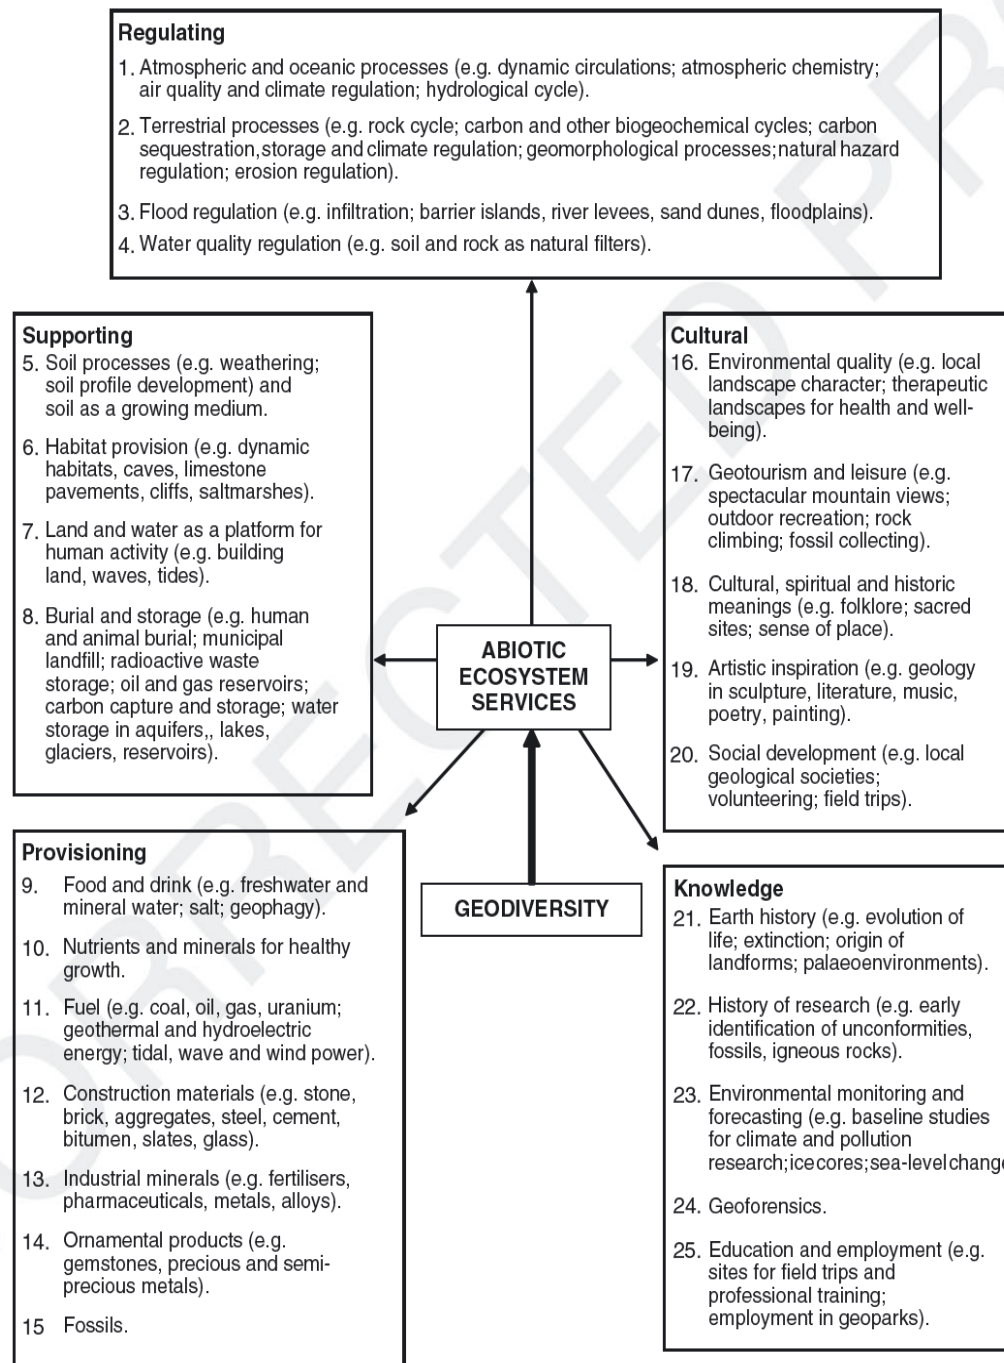 Regulating
1. Atmospheric and oceanic processes (e.g. dynamic circulations; atmospheric chemistry;
air quality and climate regulation; hydrological cycle).
2. Terrestrial processes (e.g. rock cycle; carbon and other biogeochemical cycles; carbon
sequestration,storage and climate regulation; geomorphological processes;natural hazard
regulation; erosion regulation).
3. Flood regulation (e.g. infiltration; barrier islands, river levees, sand dunes, floodplains).
4. Water quality regulation (e.g. soil and rock as natural filters).
Supporting
5. Soil processes (e.g. weathering;
soil profile development) and
soil as a growing medium.
6. Habitat provision (e.g. dynamic
habitats, caves, limestone
pavements, cliffs, saltmarshes).
7. Land and water as a platform for
human activity (e.g. building
land, waves, tides).
8. Burial and storage (e.g. human
and animal burial; municipal
landfill; radioactive waste
storage; oil and gas reservoirs;
carbon capture and storage; water
storage in aquifers,, lakes,
glaciers, reservoirs).
Cultural
16. Environmental quality (e.g. local
landscape character; therapeutic
landscapes for health and well-
being).
17. Geotourism and leisure (e.g.
spectacular mountain views;
outdoor recreation; rock
climbing; fossil collecting).
18. Cultural, spiritual and historic
meanings (e.g. folklore; sacred
sites; sense of place).
19. Artistic inspiration (e.g. geology
in sculpture, literature, music,
poetry, painting).
20. Social development (e.g. local
geological societies;
volunteering; field trips).
ABIOTIC
ECOSYSTEM
SERVICES
GEODIVERSITY
Provisioning
9. Food and drink (e.g. freshwater and
mineral water; salt; geophagy).
10. Nutrients and minerals for healthy
growth.
11. Fuel (e.g. coal, oil, gas, uranium;
geothermal and hydroelectric
energy; tidal, wave and wind power).
12. Construction materials (e.g. stone,
brick, aggregates, steel, cement,
bitumen, slates, glass).
13. Industrial minerals (e.g. fertilisers,
pharmaceuticals, metals, alloys).
14. Ornamental products (e.g.
gemstones, precious and semi-
precious metals).
15 Fossils.
Knowledge
21. Earth history (e.g. evolution of
life; extinction; origin of
landforms; palaeoenvironments).
22. History of research (e.g. early
identification of unconformities,
fossils, igneous rocks).
23. Environmental monitoring and
forecasting (e.g. baseline studies
for climate and pollution
research;ice cores;sea-level change
24. Geoforensics.
25. Education and employment (e.g.
sites for field trips and
professional training;
employment in geoparks).
ORRECTED PR